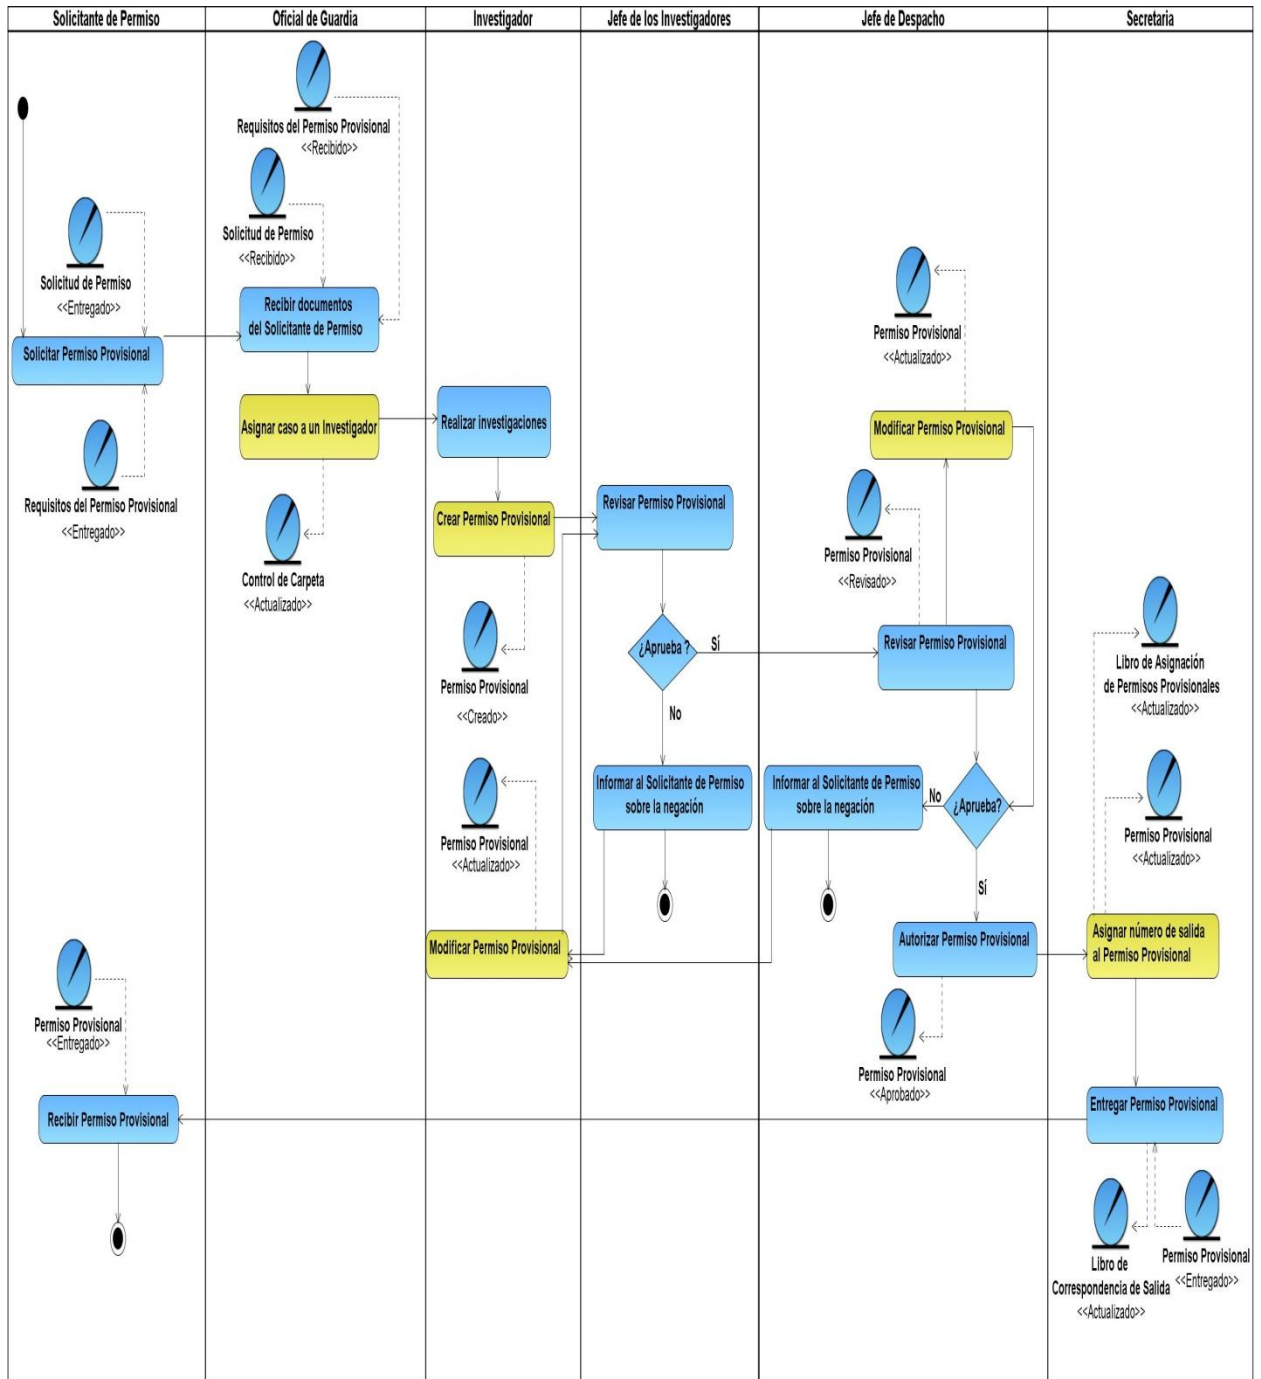 Solicitante de Permiso
Oficial de Guardia
Investigador
Jefe de los Investigadores
Jefe de Despacho
Secretaria
Solicitud de Permiso
<<Entregado>>
Solicitar Permiso Provisional
Requisitos del Permiso Provisional
<<Entregado>>
Permiso Provisional
<<Entregado>>
Recibir Permiso Provisional
Requisitos del Permiso Provisional
<<Recibido>>
Solicitud de Permiso
<<Recibido>>
Recibir documentos
del Solicitante de Permiso
Asignar caso a un Investigador
Control de Carpeta
<<Actualizado>>
Realizar investigaciones
Crear Permiso Provisional
Permiso Provisional
<<Creado>>
Permiso Provisional
<<Actualizado>>
Modificar Permiso Provisional
Revisar Permiso Provisional
¿Aprueba ?
Sí
No
Informar al Solicitante de Permiso
sobre la negación
Permiso Provisional
<<Actualizado>>
Modificar Permiso Provisional
Permiso Provisional
<<Revisado>>
Revisar Permiso Provisional
Informar al Solicitante de Permiso
sobre la negación
No
¿Aprueba?
Sí
Autorizar Permiso Provisional
Permiso Provisional
<<Aprobado>>
Libro de Asignación
de Permisos Provisionales
<<Actualizado>>
Permiso Provisional
<<Actualizado>>
Asignar número de salida
al Permiso Provisional
Entregar Permiso Provisional
Libro de
Correspondencia de Salida
<<Actualizado>>
Permiso Provisional
<<Entregado>>